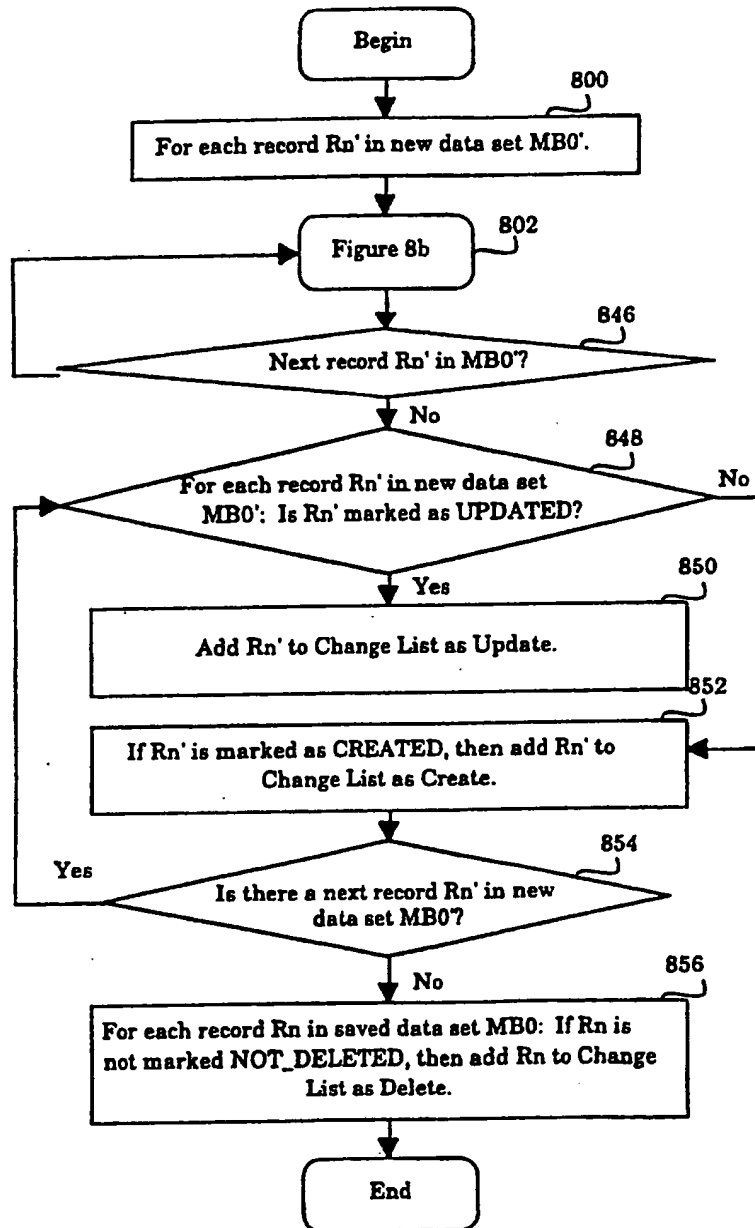 Begin
800
For each record Rn' in new data set MB0'.
Figure 8b
802
846
Next record Rn' in MB0'?
No
848
For each record Rn' in new data set
MB0': Is Rn' marked as UPDATED?
No
Yes
850
Add Rn' to Change List as Update.
852
If Rn' is marked as CREATED, then add Rn' to
Change List as Create.
854
Yes
Is there a next record Rn' in new
data set MB0'?
No
856
For each record Rn in saved data set MB0: If Rn is
not marked NOT_DELETED, then add Rn to Change
List as Delete.
End